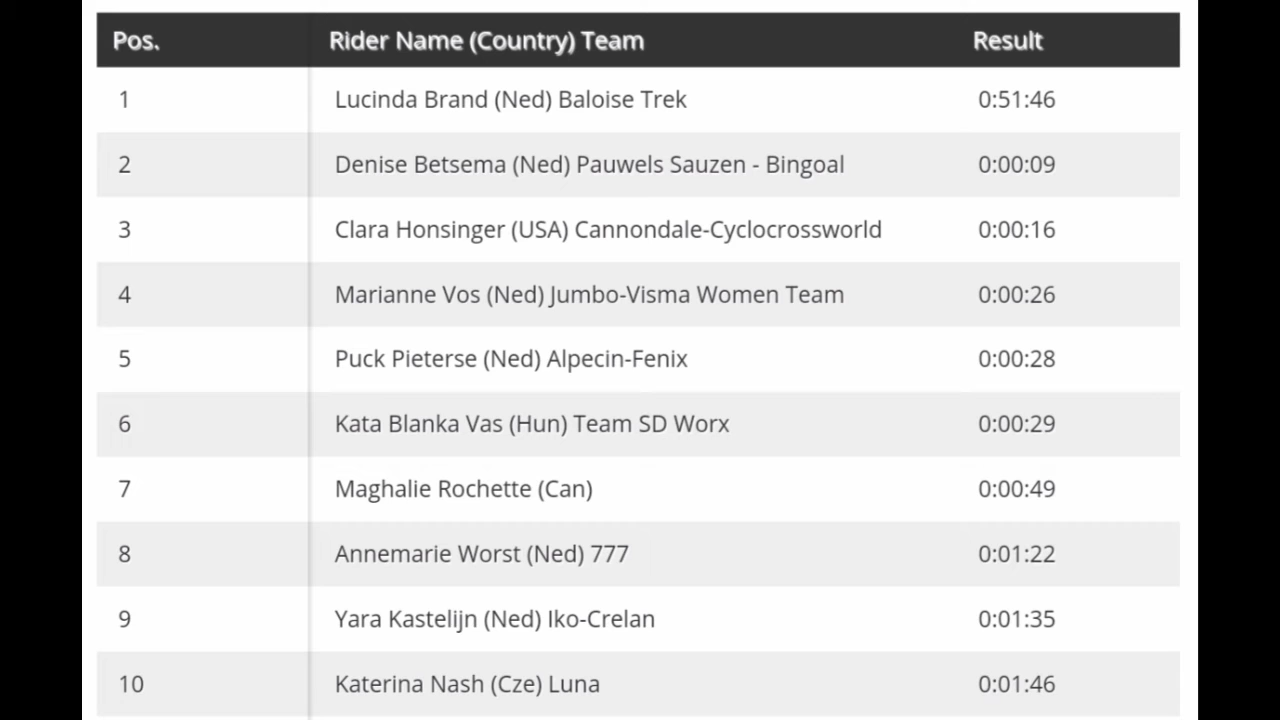 Pos. Rider Name (Country) Team Result
1 Lucinda Brand (Ned) Baloise Trek 0:51:46
2 Denise Betsema (Ned) Pauwels Sauzen - Bingoal 0:00:09
3 Clara Honsinger (USA) Cannondale-Cyclocrossworld 0:00:16
4 Marianne Vos (Ned) Jumbo-Visma Women Team 0:00:26
5 Puck Pieterse (Ned) Alpecin-Fenix 0:00:28
6 Kata Blanka Vas (Hun) Team SD Worx 0:00:29
7 Maghalie Rochette (Can) 0:00:49
8 Annemarie Worst (Ned) 777 0:01:22
9 Yara Kastelijn (Ned) Iko-Crelan 0:01:35
10 Katerina Nash (Cze) Luna 0:01:46